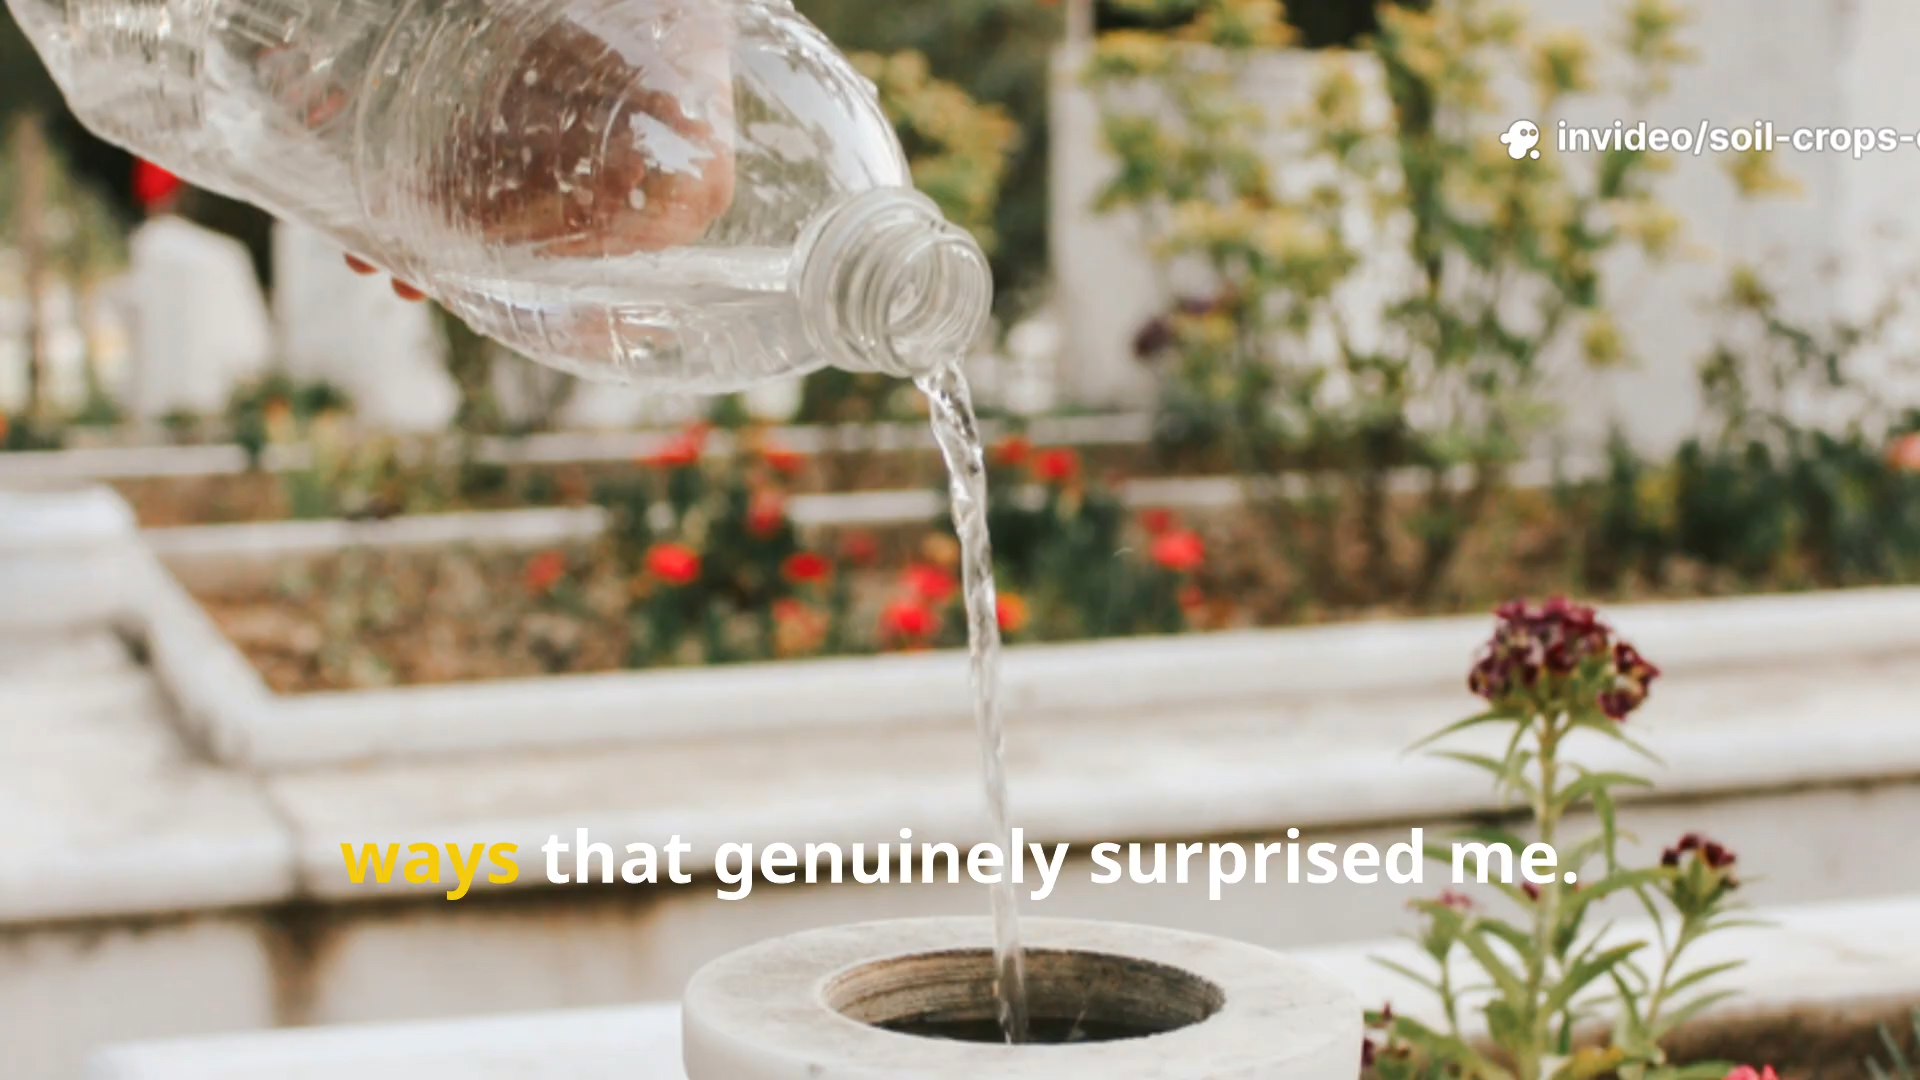 invideo/soil-crops-
ways that genuinely surprised me.